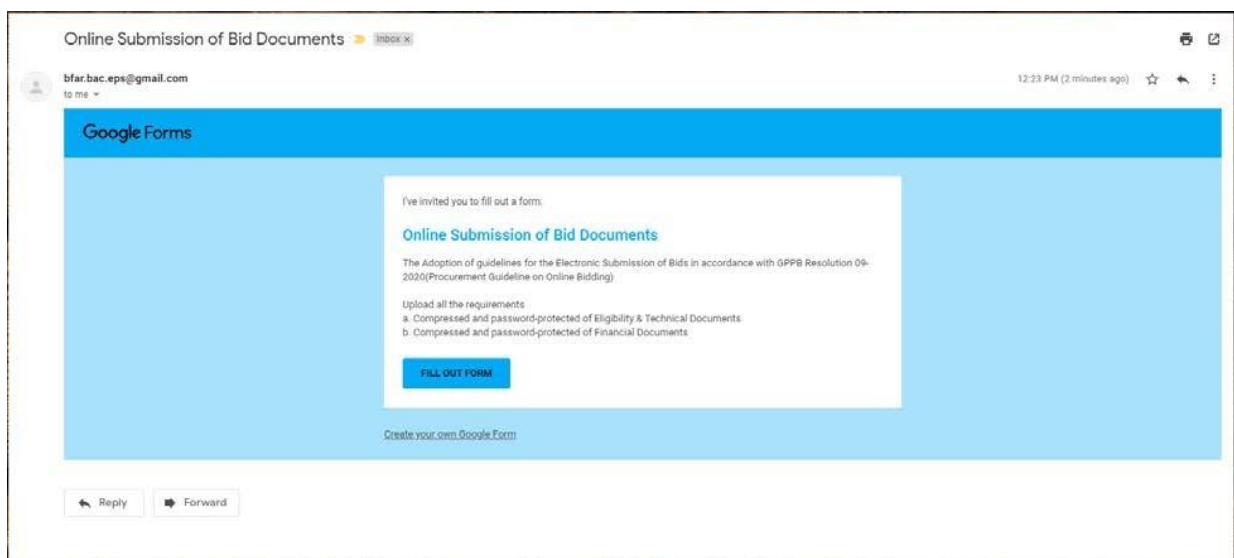 Online Submission of Bid Documents Inbox x
bfar.bac.eps@gmail.com 12:23 PM (2 minutes ago)
to me
Google Forms
I've invited you to fill out a form:
Online Submission of Bid Documents
The Adoption of guidelines for the Electronic Submission of Bids in accordance with GPPB Resolution 09-
2020(Procurement Guideline on Online Bidding)
Upload all the requirements
a. Compressed and password-protected of Eligibility & Technical Documents
b. Compressed and password-protected of Financial Documents
FILL OUT FORM
Create your own Google Form
Reply Forward